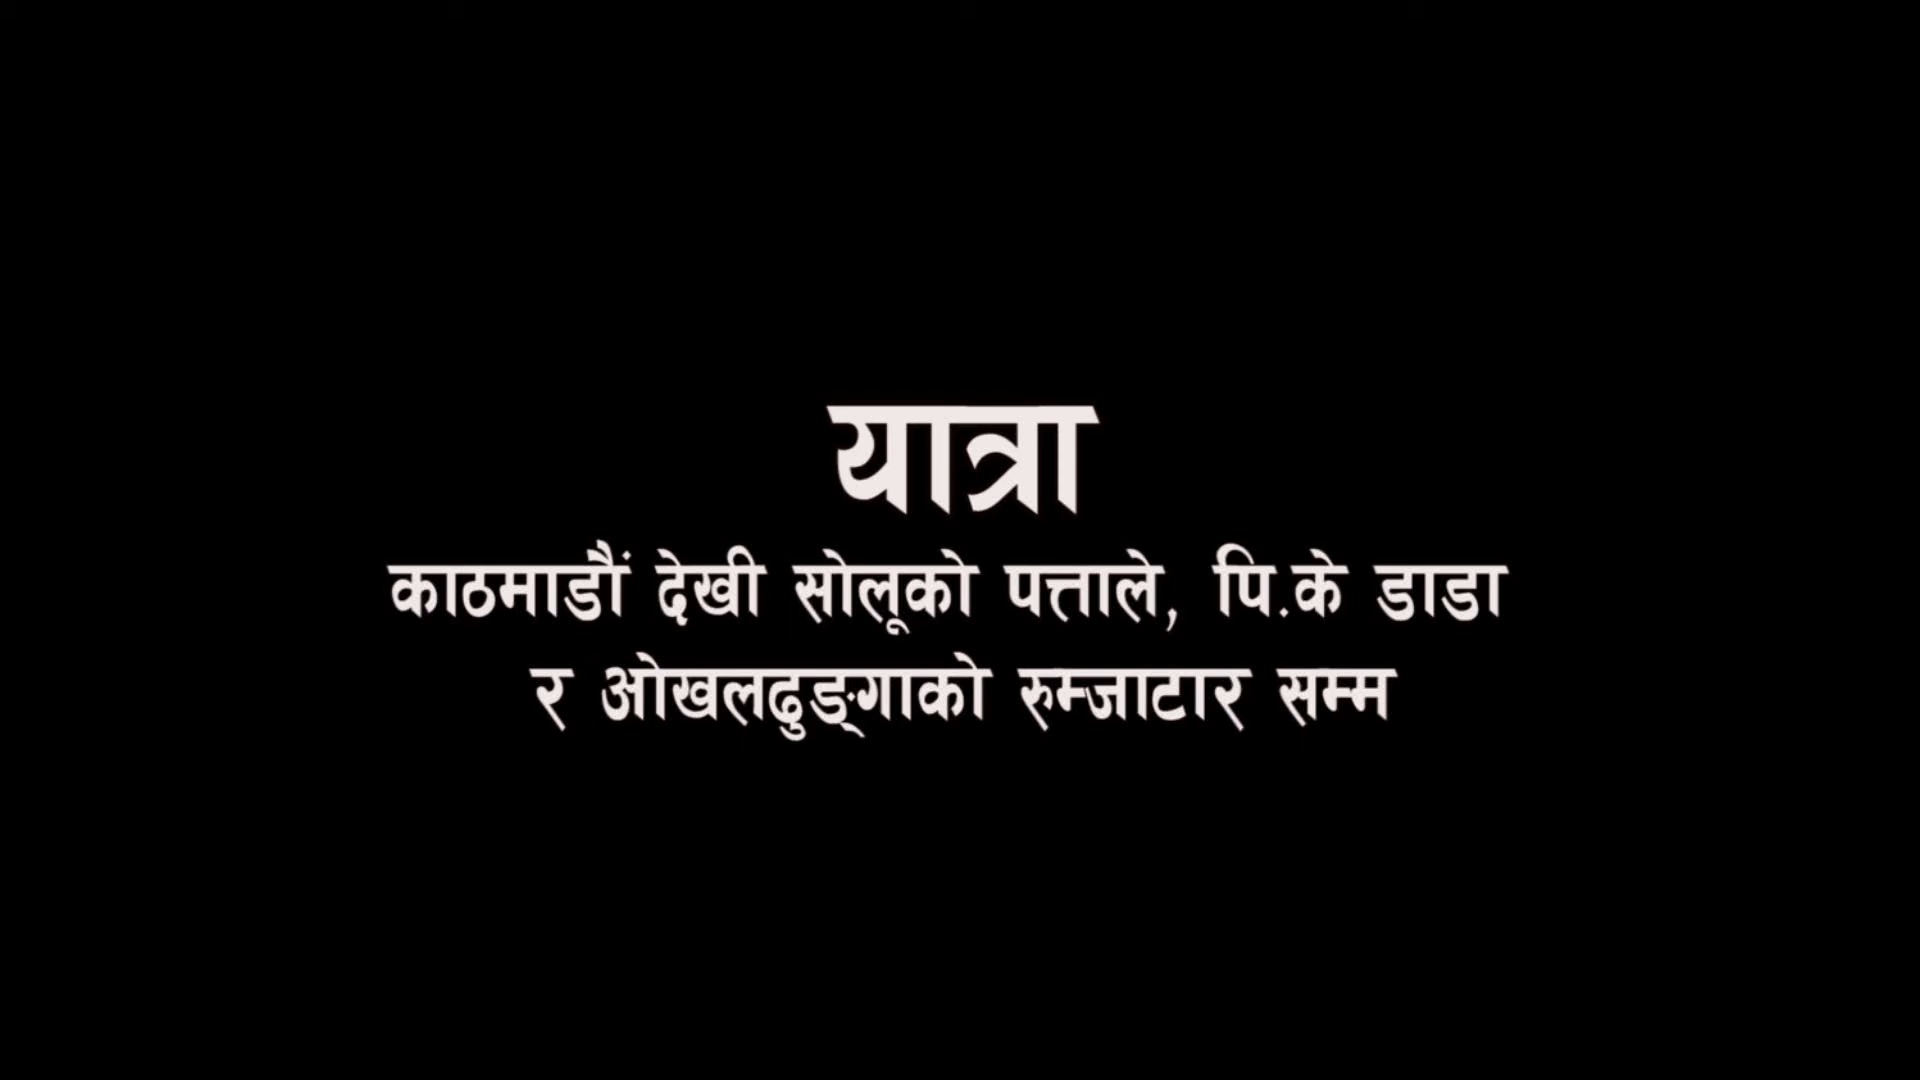 यात्रा
काठमाडौं देखी सोलूको पत्ताले, पि.के डाडा
र ओखलढुङ्गाको रुम्जाटार सम्म